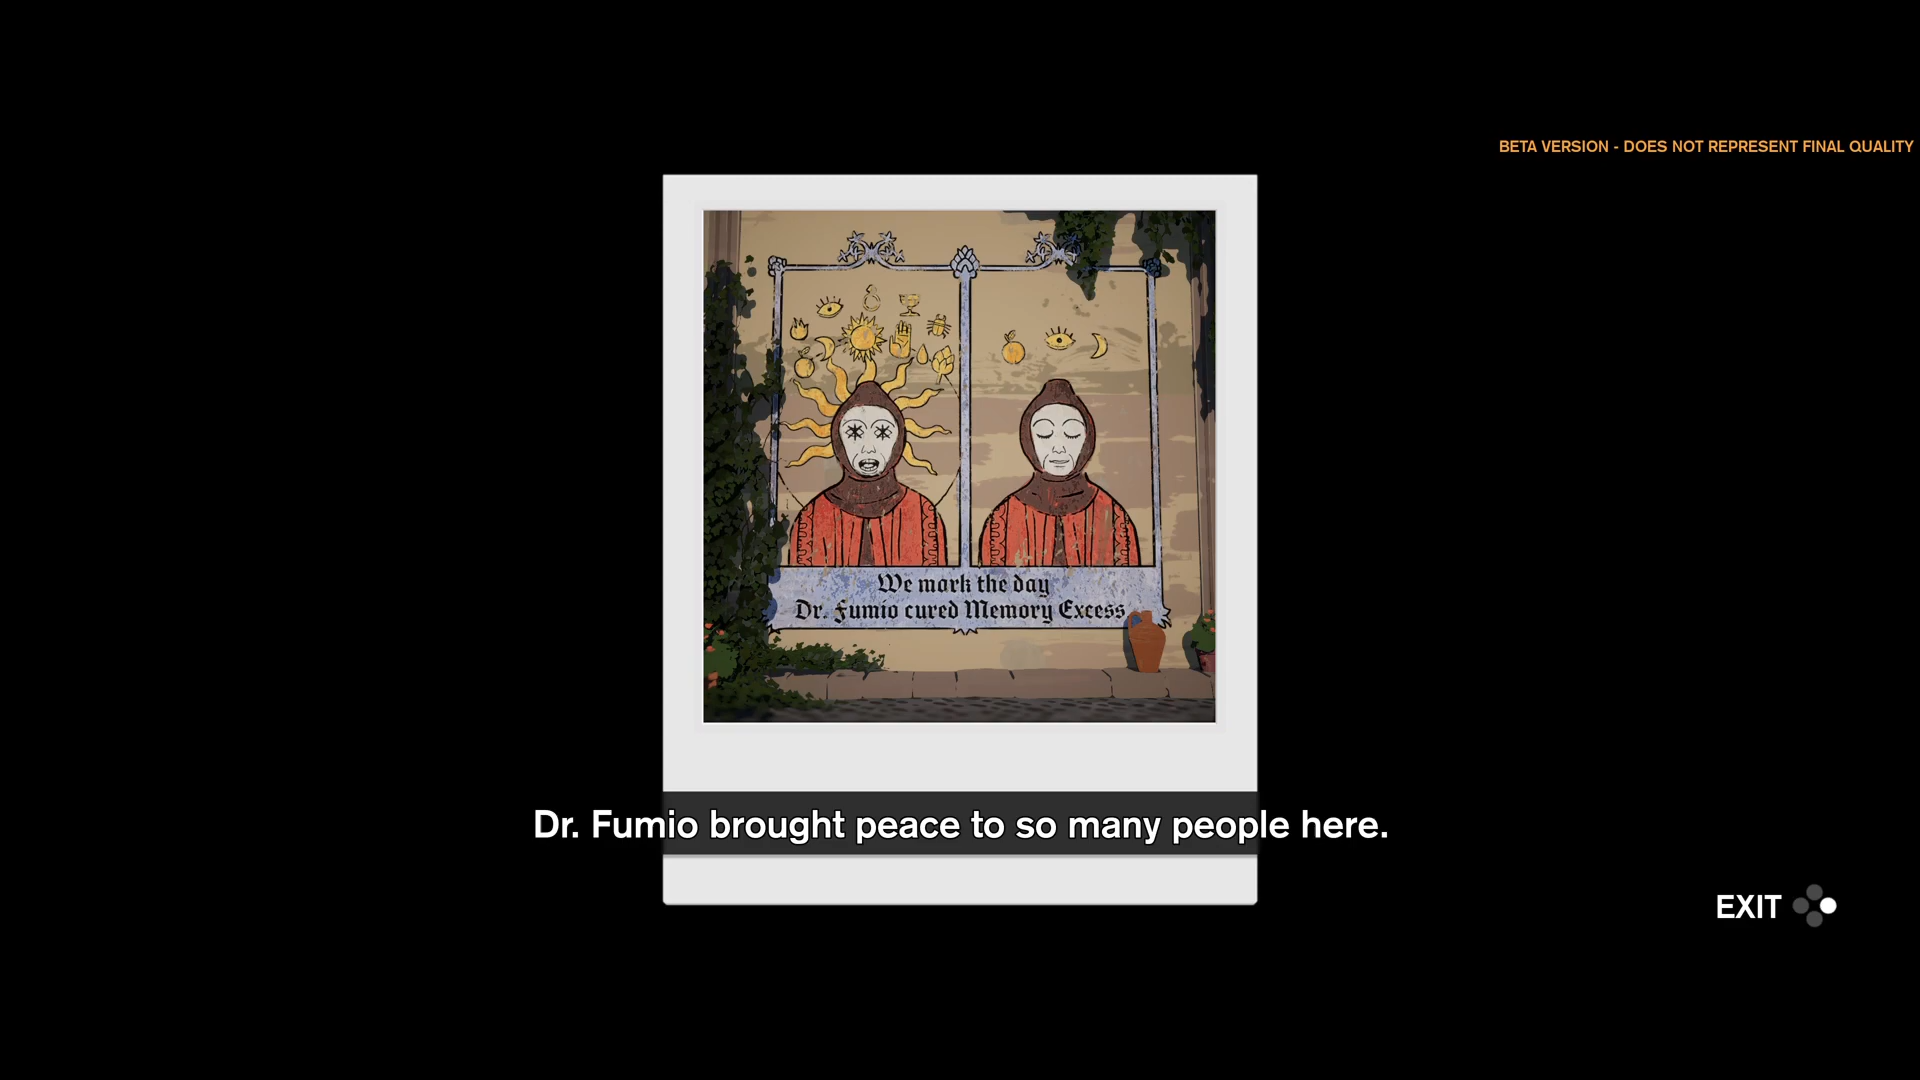 BETA VERSION - DOES NOT REPRESENT FINAL QUALITY
We mark the day
Dr. Fumio cured Memory Excess
Dr. Fumio brought peace to so many people here.
EXIT